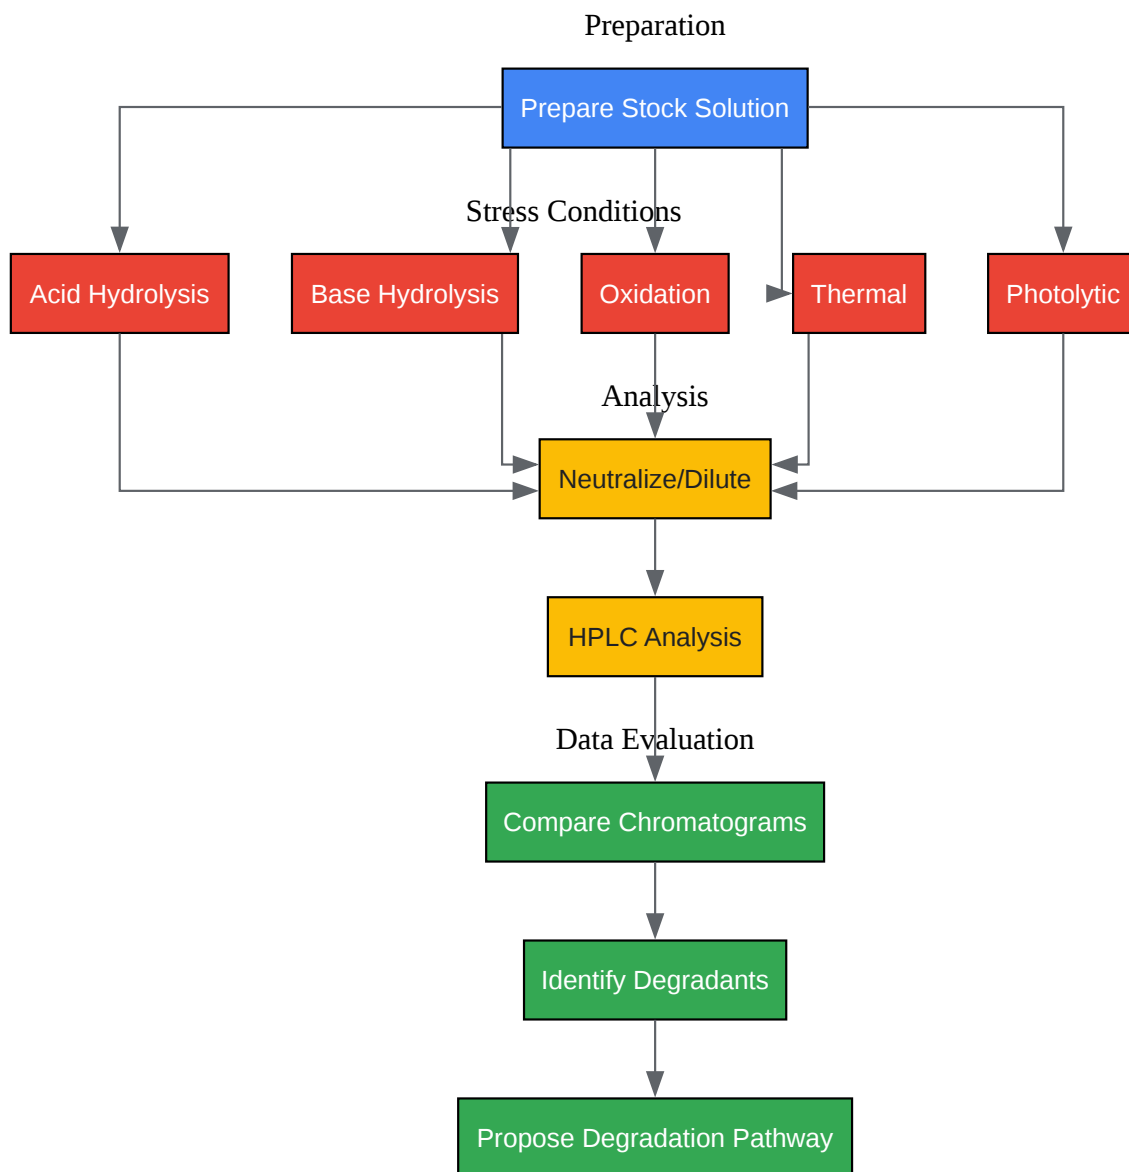 Preparation
Prepare Stock Solution
Stress Conditions
Acid Hydrolysis
Base Hydrolysis
Oxidation
Thermal
Photolytic
Analysis
Neutralize/Dilute
HPLC Analysis
Data Evaluation
Compare Chromatograms
Identify Degradants
Propose Degradation Pathway